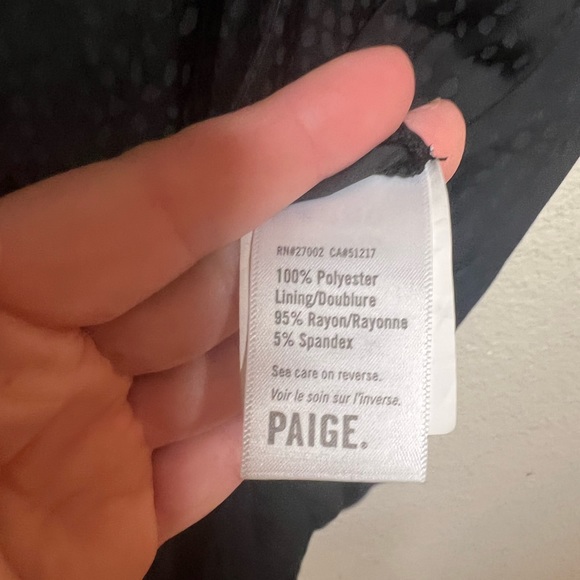 RN#27002 CA#51217
100% Polyester
Lining/Doublure
95% Rayon/Rayonne
5% Spandex
See care on reverse.
Voir le soin sur l'inverse.
PAIGE®